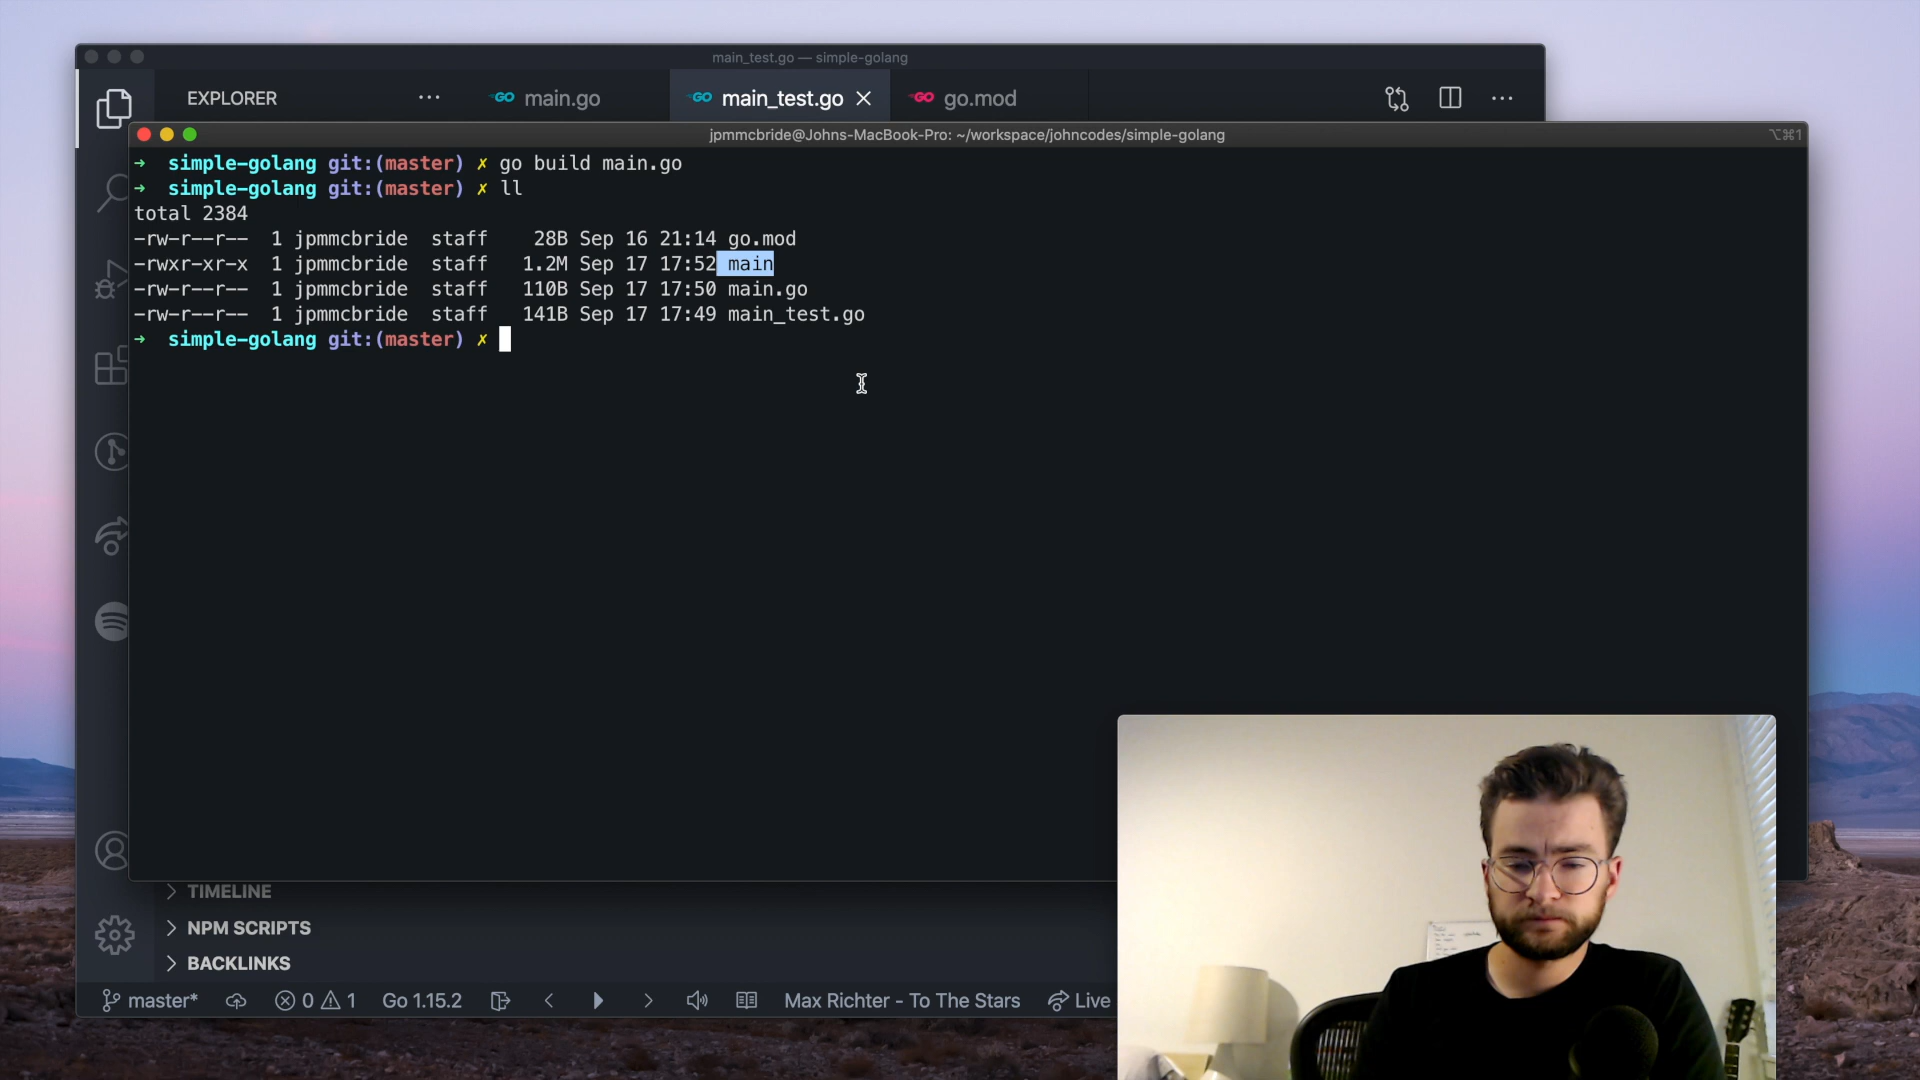 main_test.go — simple-golang
EXPLORER
GO main.go
GO main_test.go
GO go.mod
jpmmcbride@Johns-MacBook-Pro: ~/workspace/johncodes/simple-golang
⌥⌘1
→ simple-golang git:(master) ✗ go build main.go
→ simple-golang git:(master) ✗ ll
total 2384
-rw-r--r--  1 jpmmcbride  staff    28B Sep 16 21:14 go.mod
-rwxr-xr-x  1 jpmmcbride  staff   1.2M Sep 17 17:52 main
-rw-r--r--  1 jpmmcbride  staff   110B Sep 17 17:50 main.go
-rw-r--r--  1 jpmmcbride  staff   141B Sep 17 17:49 main_test.go
→ simple-golang git:(master) ✗
TIMELINE
NPM SCRIPTS
BACKLINKS
master* 0 1 Go 1.15.2 Max Richter - To The Stars Live